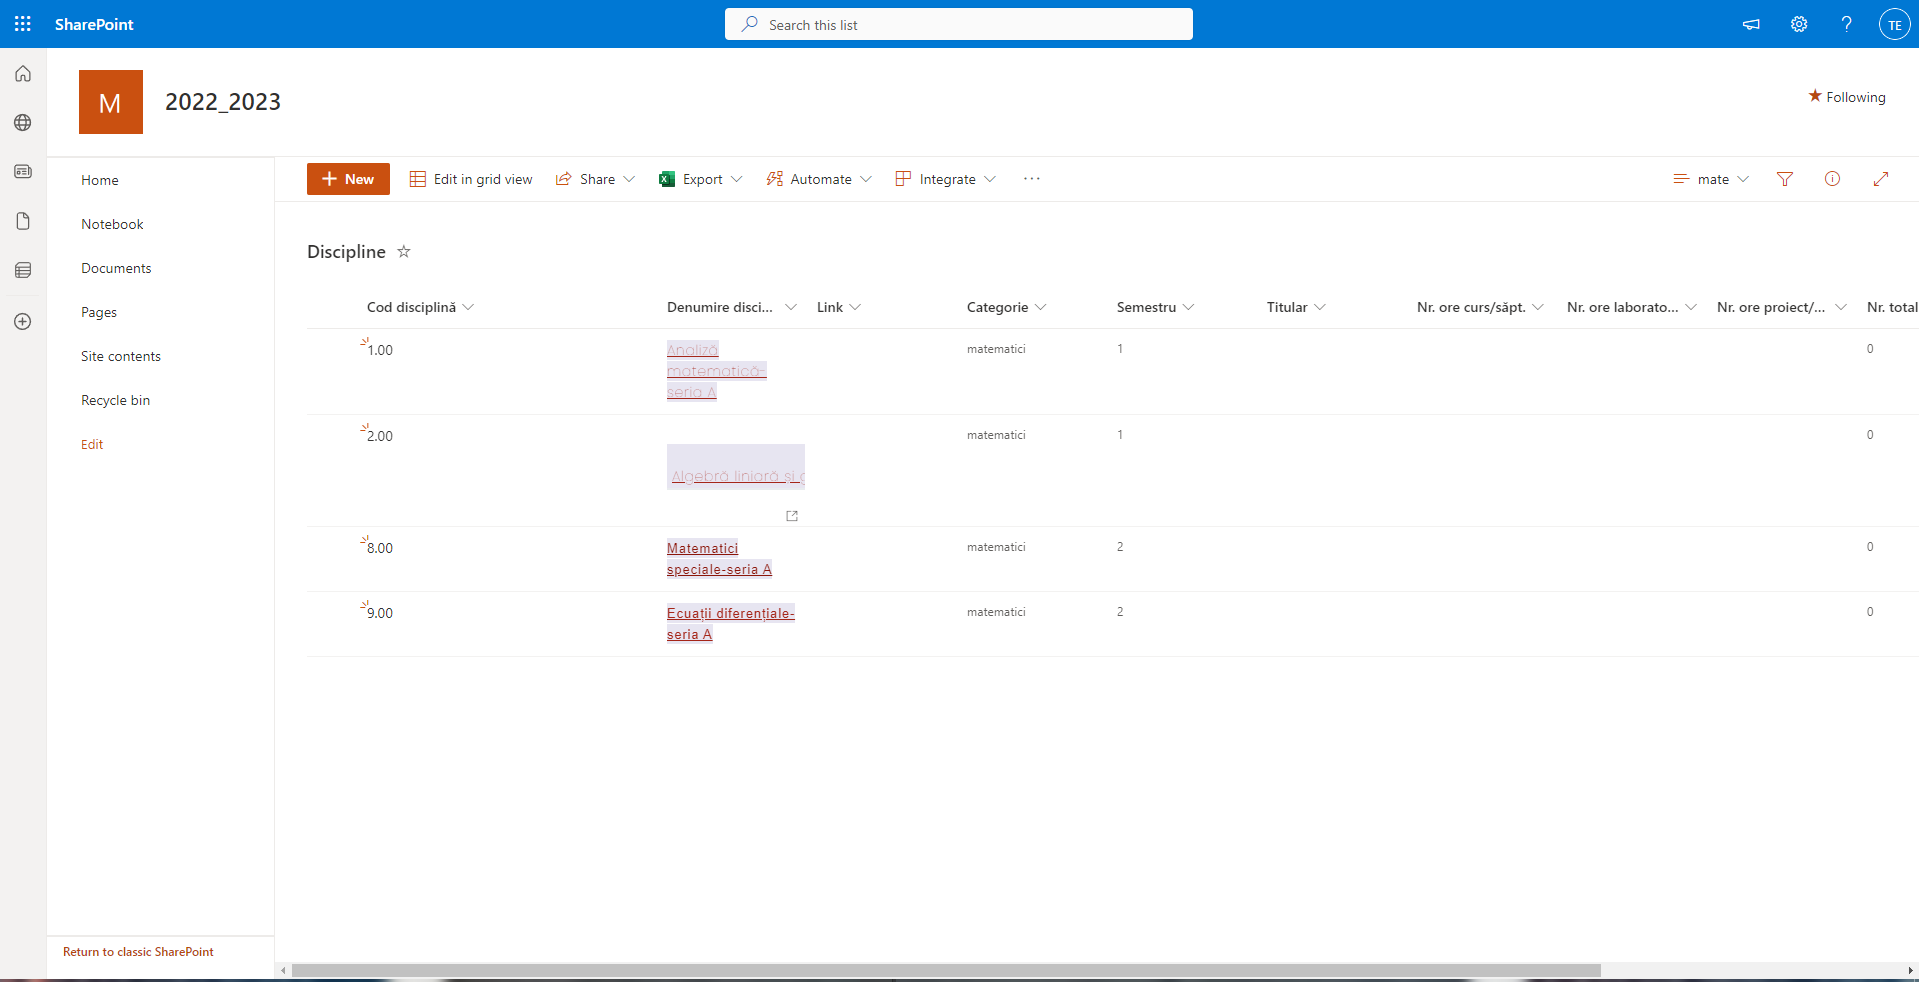 SharePoint
Search this list
TE
M
2022_2023
Following
Home
Notebook
Documents
Pages
Site contents
Recycle bin
Edit
Return to classic SharePoint
New
Edit in grid view
Share
Export
Automate
Integrate
...
mate
Discipline
Cod disciplină
Denumire disci...
Link
Categorie
Semestru
Titular
Nr. ore curs/săpt.
Nr. ore laborato...
Nr. ore proiect/...
Nr. total
1.00
Analiză
matematică-
seria A
matematici
1
0
2.00
Algebră liniară și g
matematici
1
0
8.00
Matematici
speciale-seria A
matematici
2
0
9.00
Ecuații diferențiale-
seria A
matematici
2
0